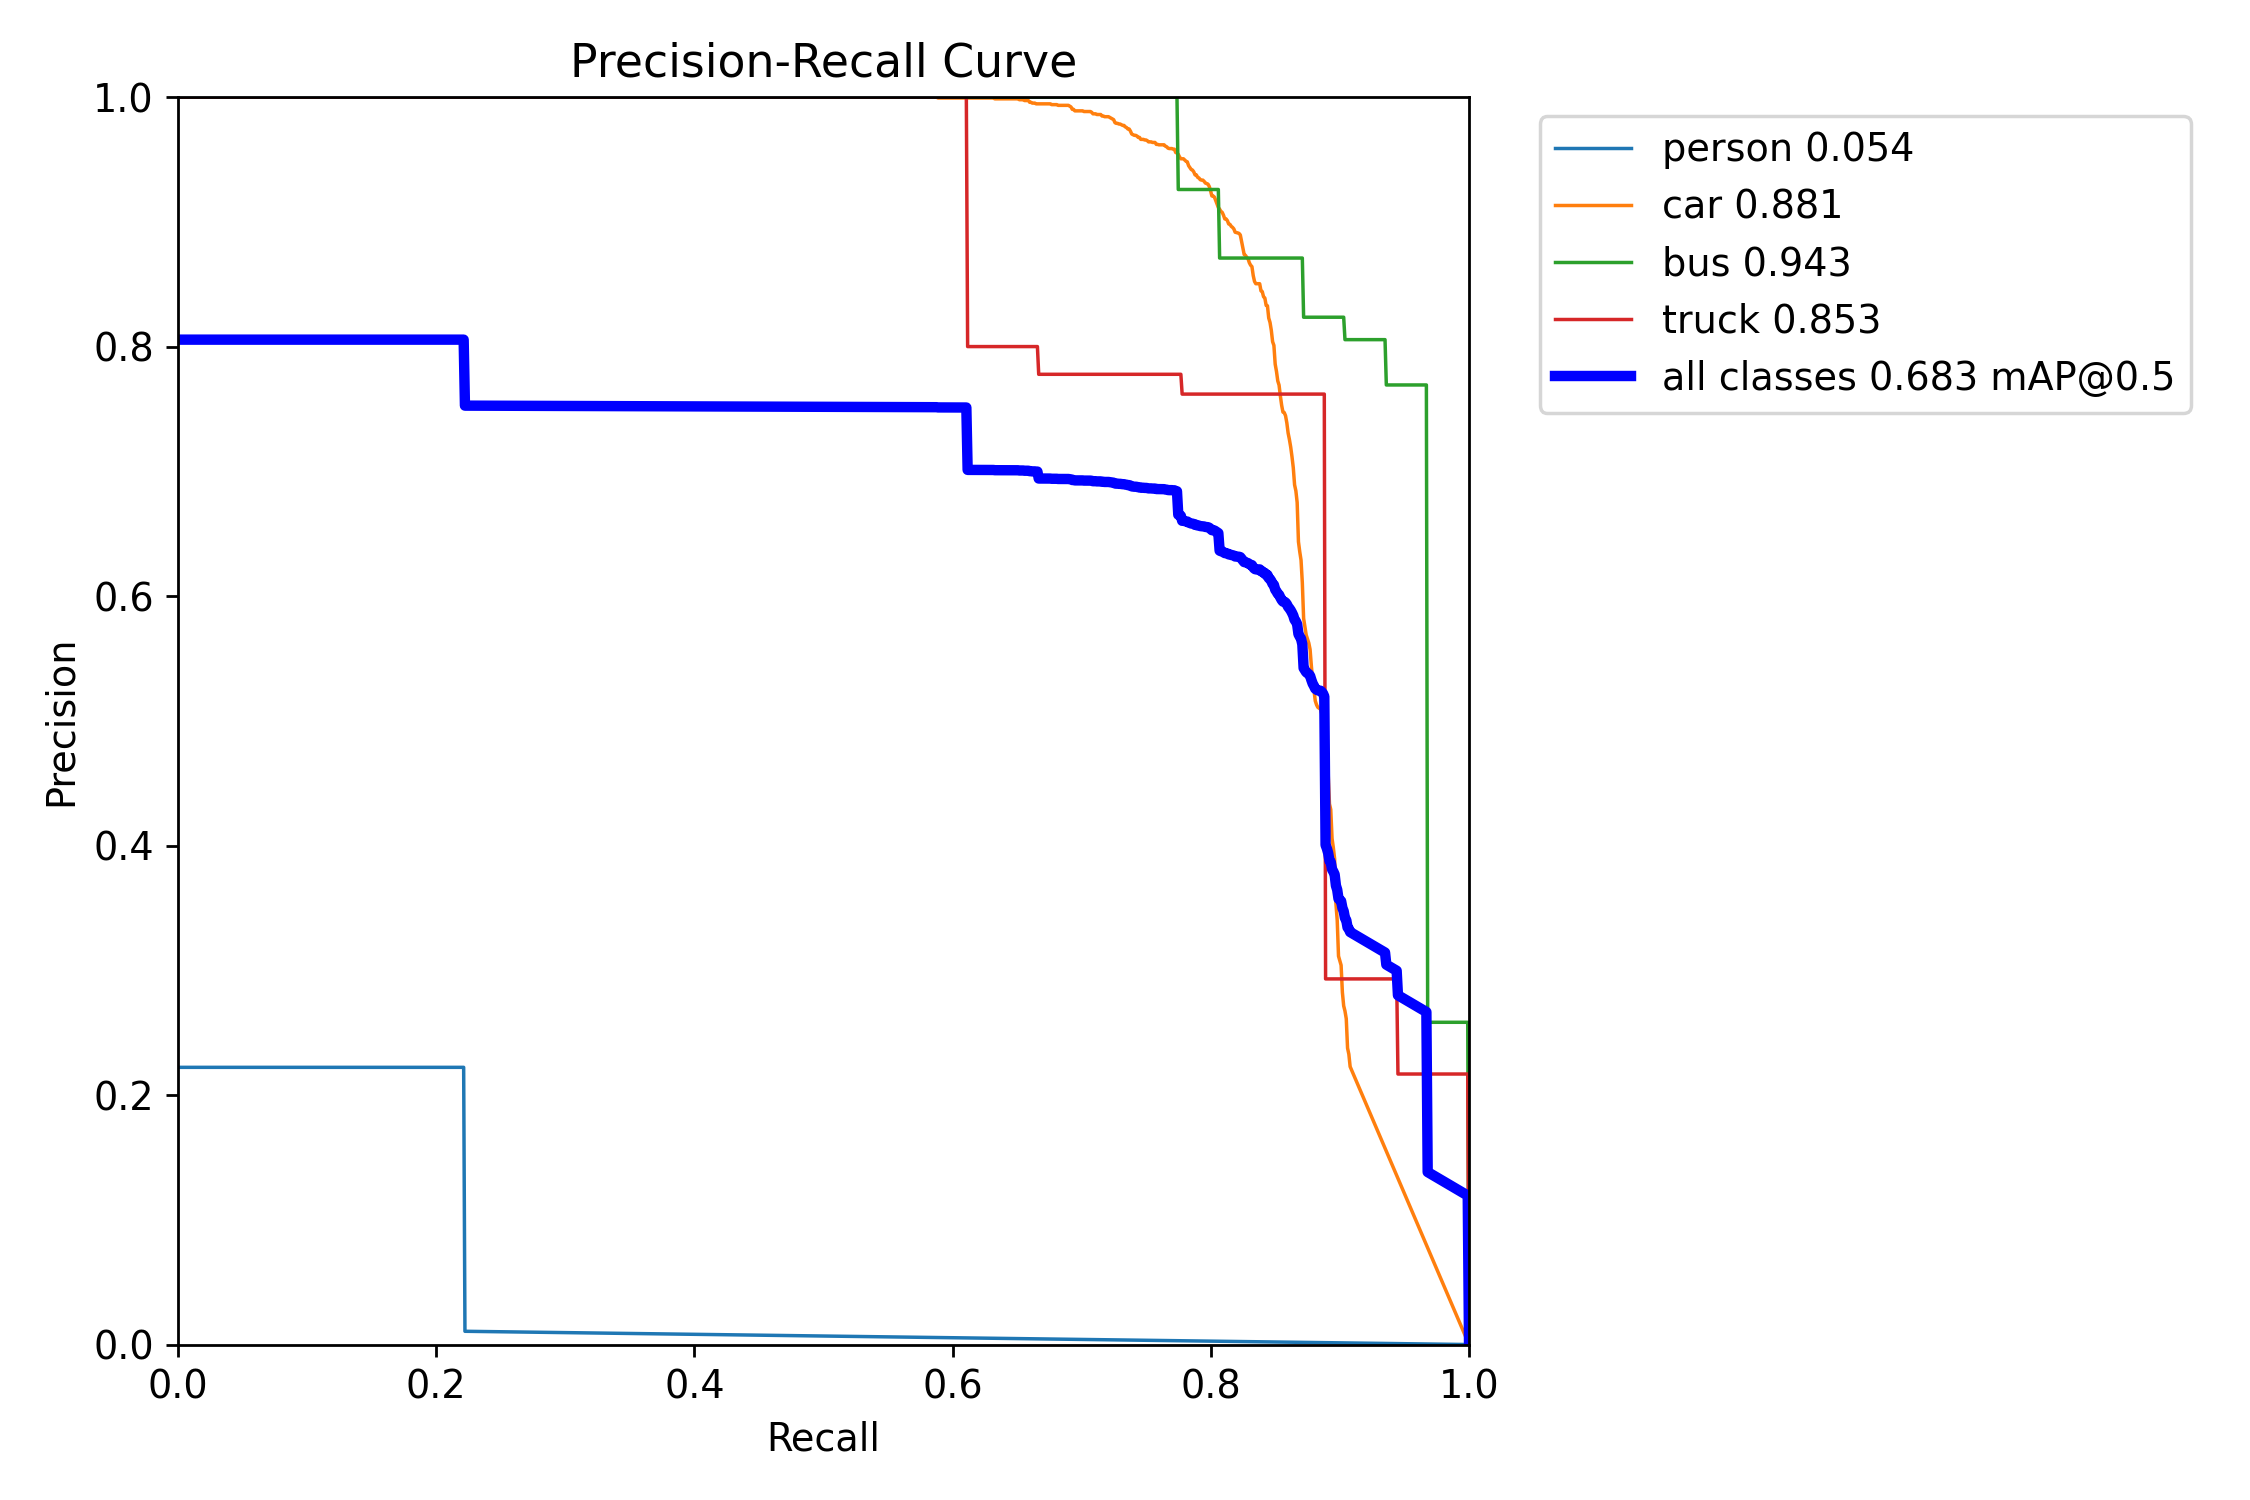 Precision-Recall Curve
1.0
0.8
0.6
0.4
0.2
0.0
Precision
0.0 0.2 0.4 0.6 0.8 1.0
Recall
person 0.054
car 0.881
bus 0.943
truck 0.853
all classes 0.683 mAP@0.5